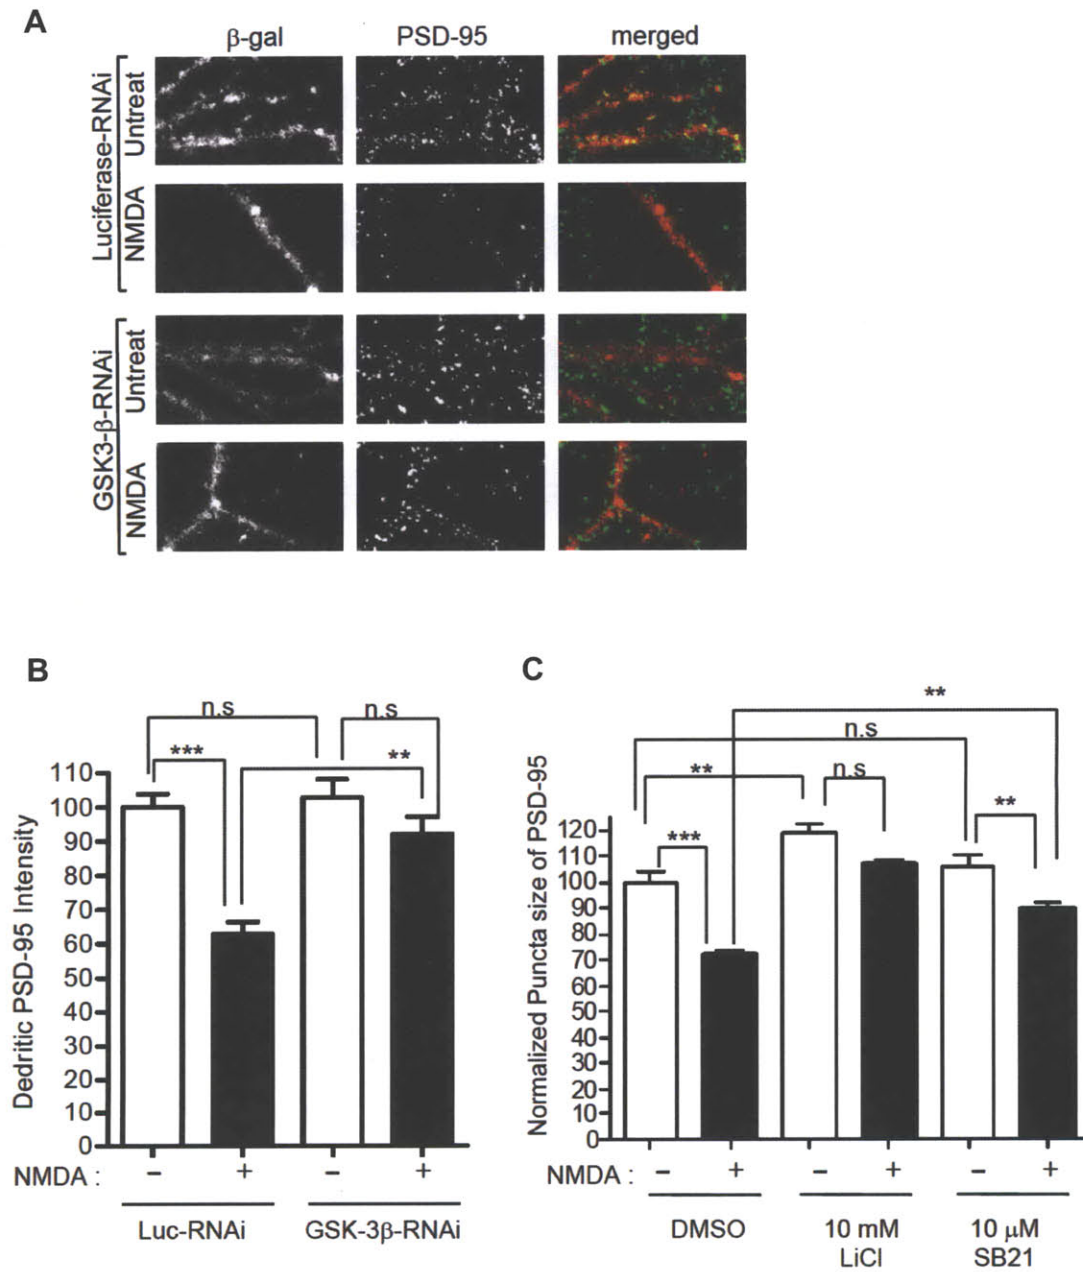 A
β-gal PSD-95 merged
Luciferase-RNAi
Untreat
NMDA
GSK3-β-RNAi
Untreat
NMDA
B
n.s n.s
*** **
Dedritic PSD-95 Intensity
110
100
90
80
70
60
50
40
30
20
10
0
NMDA : – + – +
Luc-RNAi GSK-3β-RNAi
C
**
n.s
** n.s
*** **
Normalized Puncta size of PSD-95
120
110
100
90
80
70
60
50
40
30
20
10
0
NMDA : – + – + – +
DMSO 10 mM 10 μM
LiCl SB21